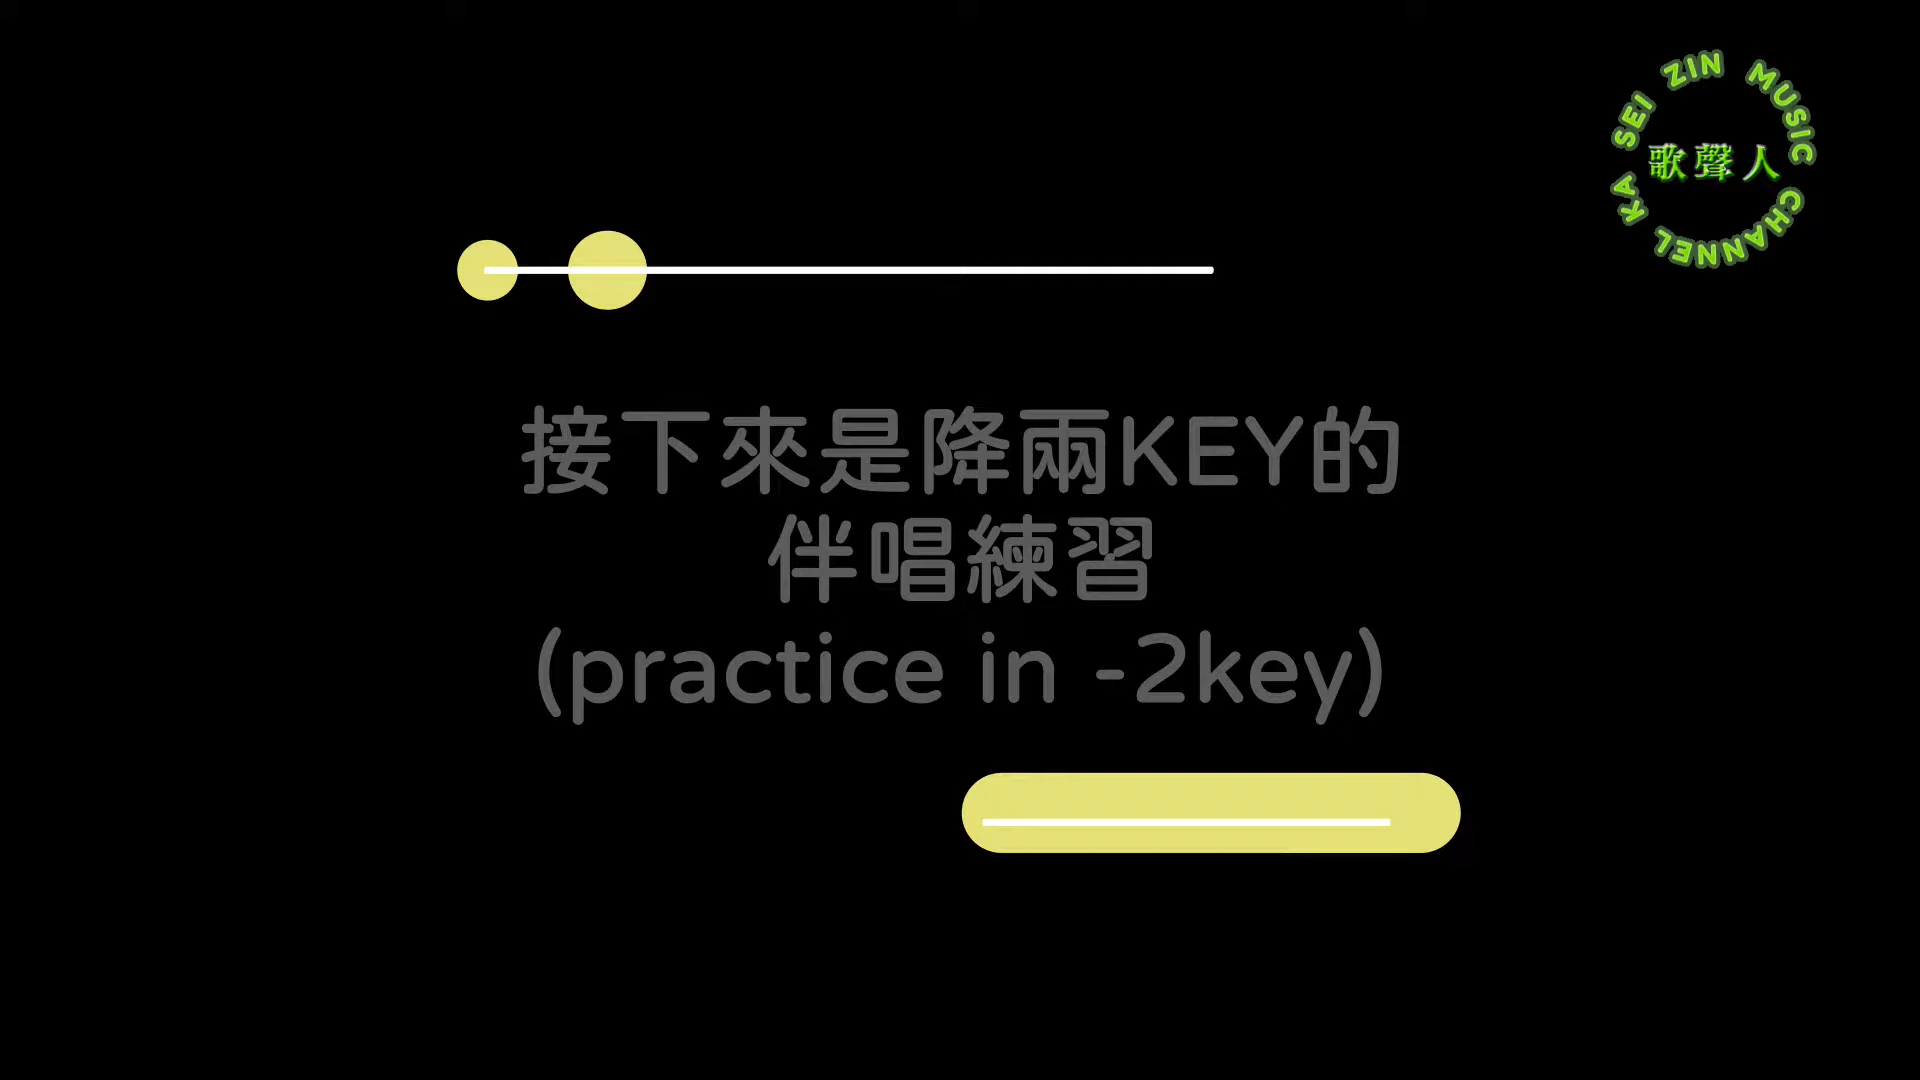 KA SEI ZIN MUSIC CHANNEL
歌聲人
接下來是降兩KEY的
伴唱練習
(practice in -2key)